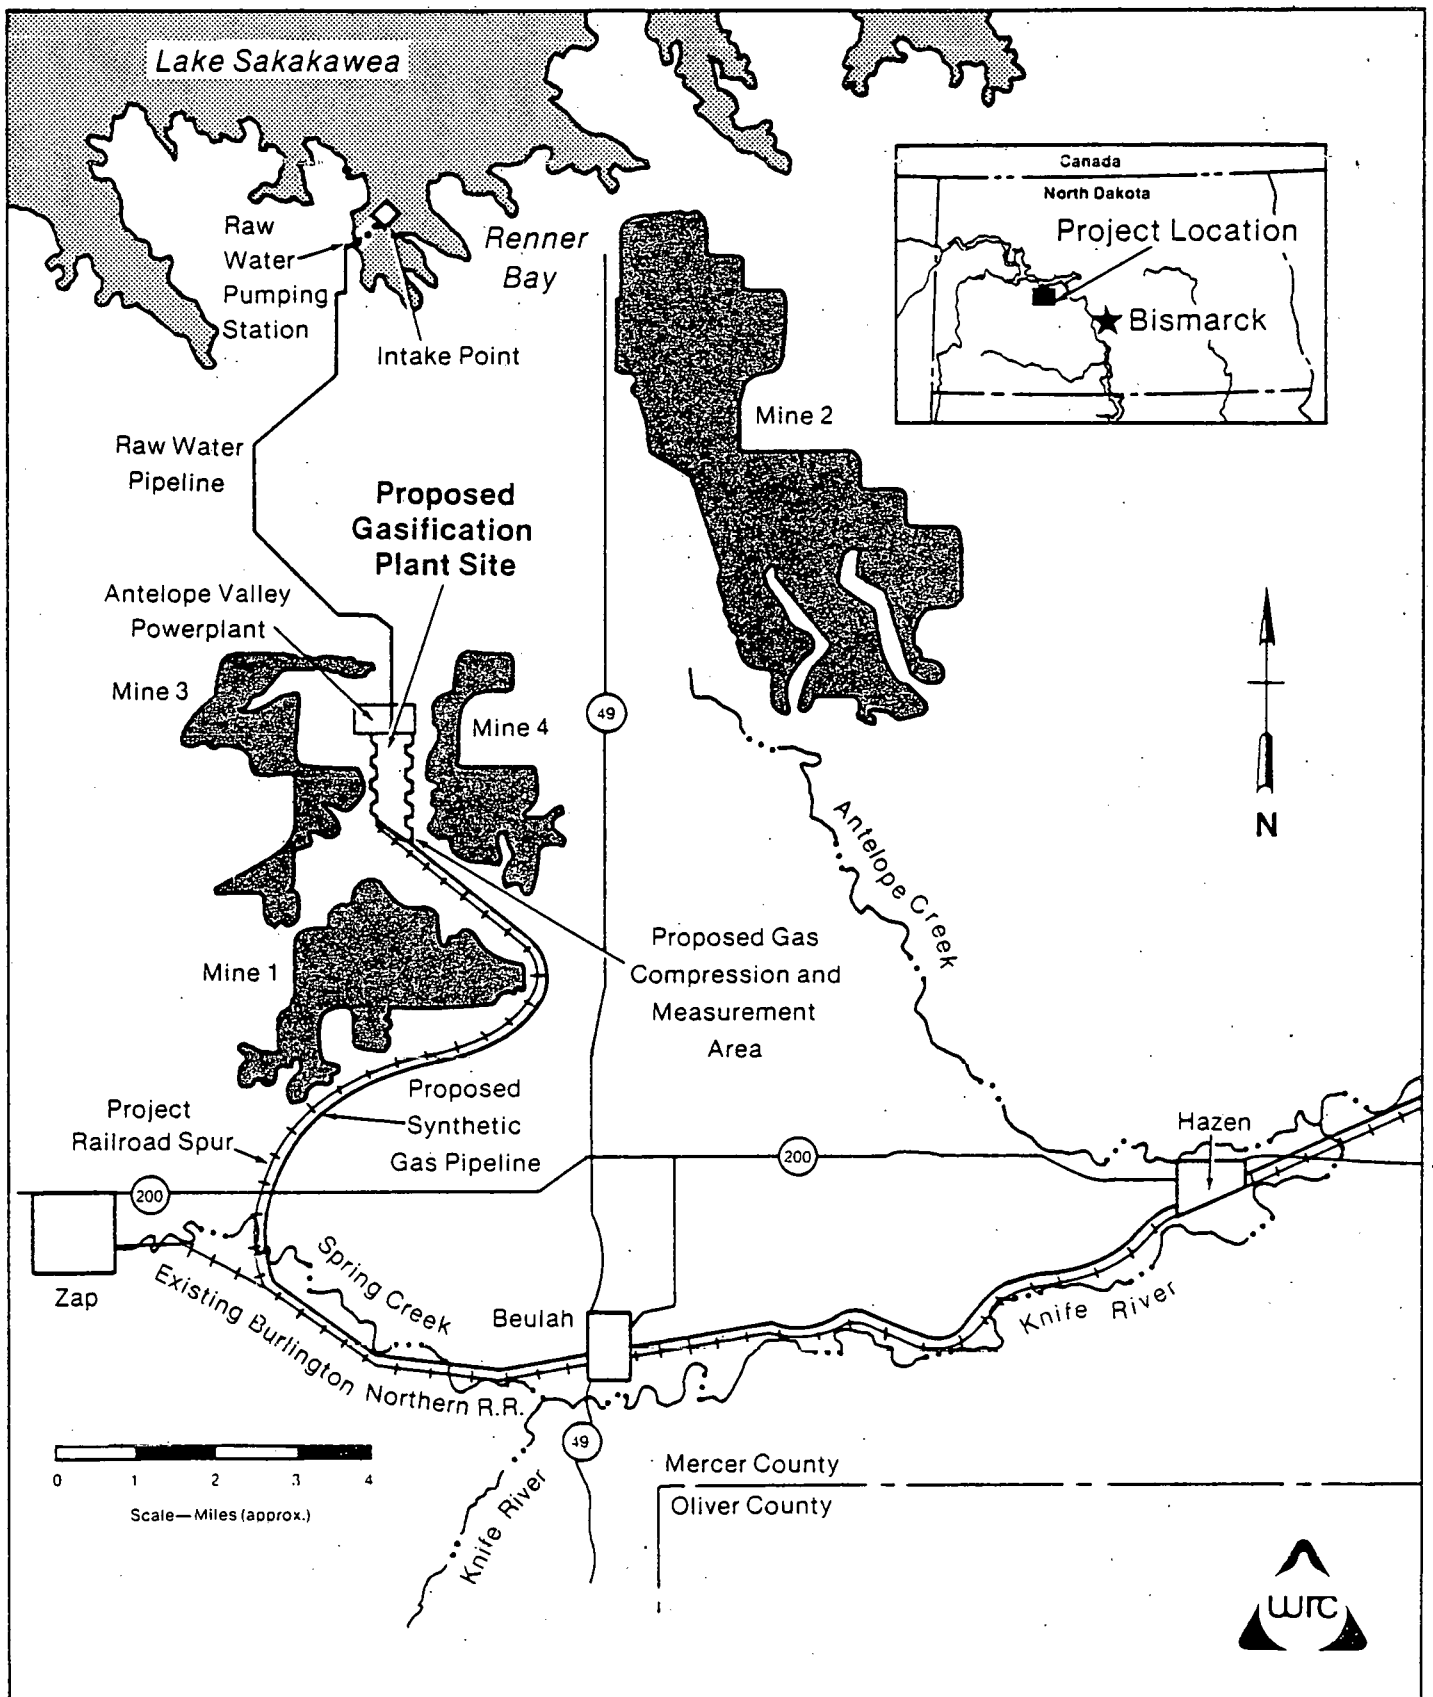 Lake Sakakawea
Canada
North Dakota
Project Location
Bismarck
Raw
Water
Pumping
Station
Renner
Bay
Intake Point
Mine 2
Raw Water
Pipeline
Proposed
Gasification
Plant Site
Antelope Valley
Powerplant
Mine 3
Mine 4
49
N
Antelope Creek
Mine 1
Proposed Gas
Compression and
Measurement
Area
Proposed
Synthetic
Gas Pipeline
Project
Railroad Spur
Hazen
200
200
Zap
Spring Creek
Existing Burlington Northern R.R.
Beulah
Knife River
49
Knife River
0 1 2 3 4
Scale—Miles (approx.)
Mercer County
Oliver County
wrc